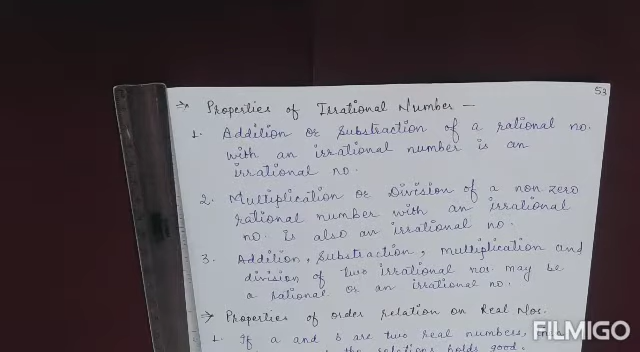 53
→ Properties of Irrational Number –
1. Addition or Substraction of a rational no.
with an irrational number is an
irrational no.
2. Multiplication or Division of a non zero
rational number with an irrational
no. is also an irrational no.
3. Addition, Substraction, multiplication and
division of two irrational nos. may be
a rational or an irrational no.
→ Properties of order relation on Real Nos.
1. If a and b are two real numbers,
the relations holds good.
FILMIGO